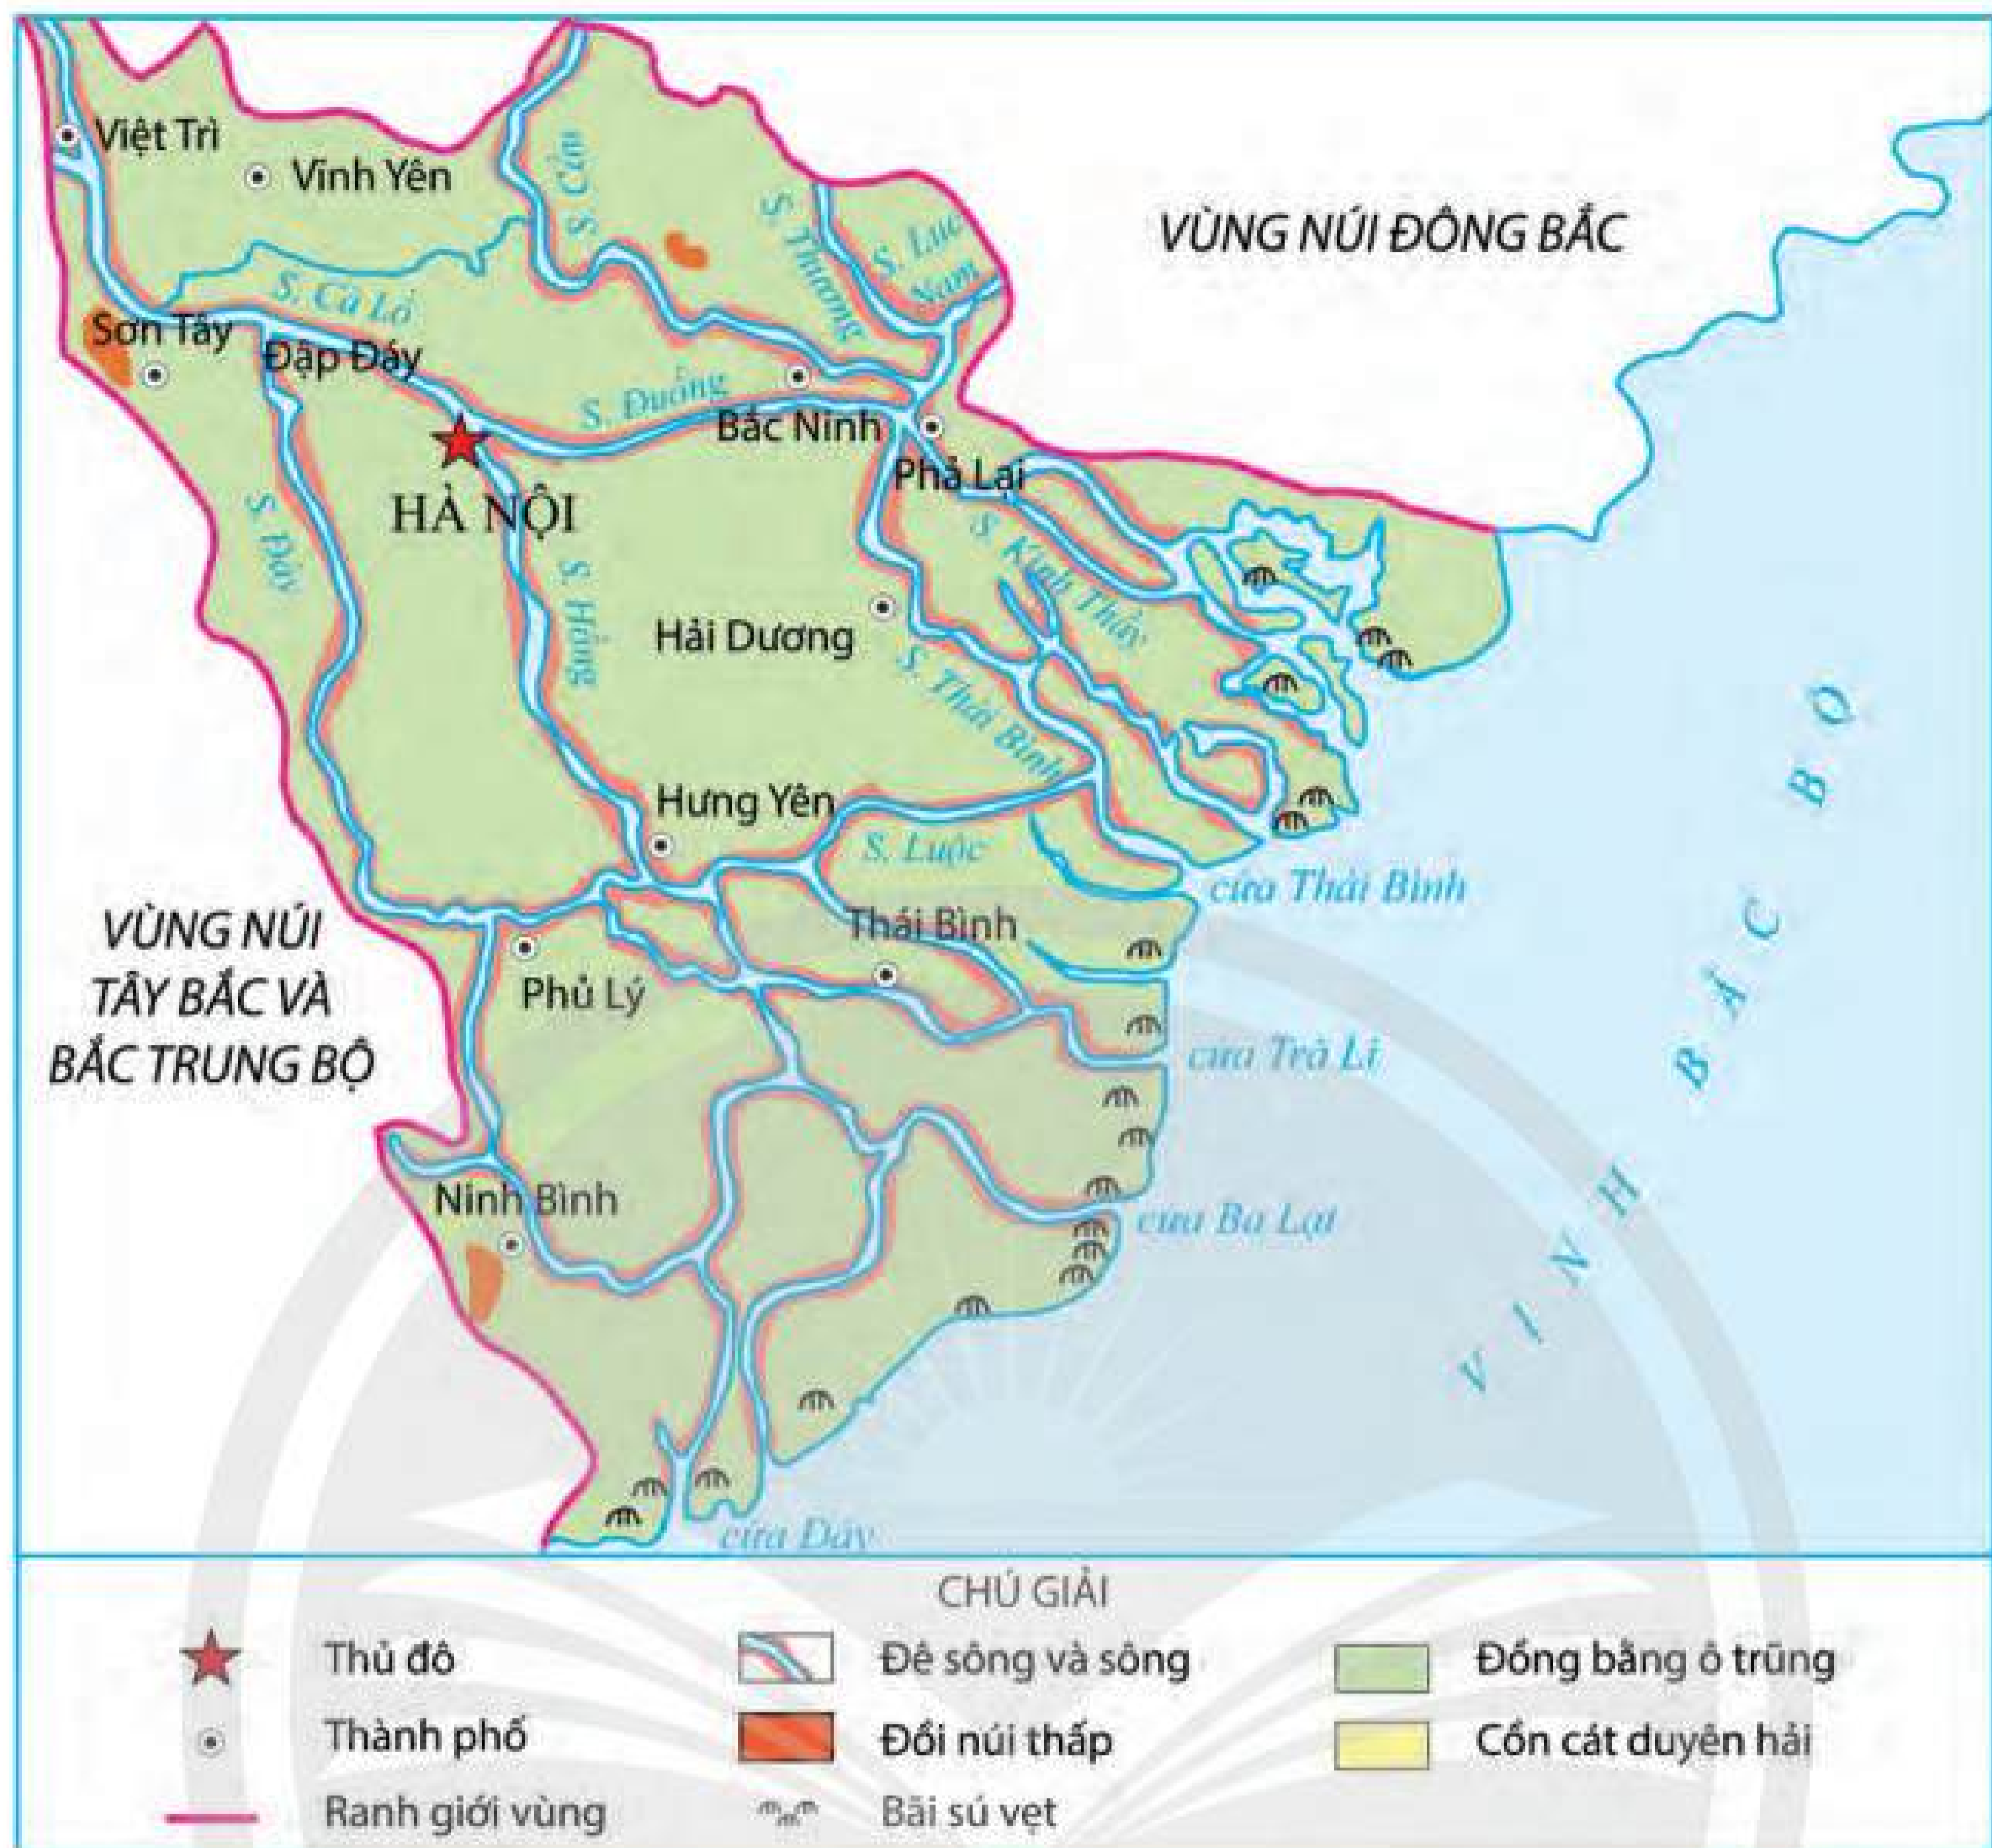 Việt Trì
Vĩnh Yên
S. Cầu
S. Thương
S. Lục
Nam
VÙNG NÚI ĐÔNG BẮC
S. Cà Lồ
Sơn Tây
Đập Đáy
S. Đuống
Bắc Ninh
Phả Lại
HÀ NỘI
S. Đáy
S. Hồng
S. Kinh Thầy
Hải Dương
S. Thái Bình
Hưng Yên
S. Luộc
cửa Thái Bình
VÙNG NÚI
TÂY BẮC VÀ
BẮC TRUNG BỘ
Thái Bình
Phủ Lý
cửa Trà Lí
Ninh Bình
cửa Ba Lạt
VỊNH BẮC BỘ
cửa Đáy
CHÚ GIẢI
Thủ đô
Đê sông và sông
Đồng bằng ô trũng
Thành phố
Đồi núi thấp
Cồn cát duyên hải
Ranh giới vùng
Bãi sú vẹt